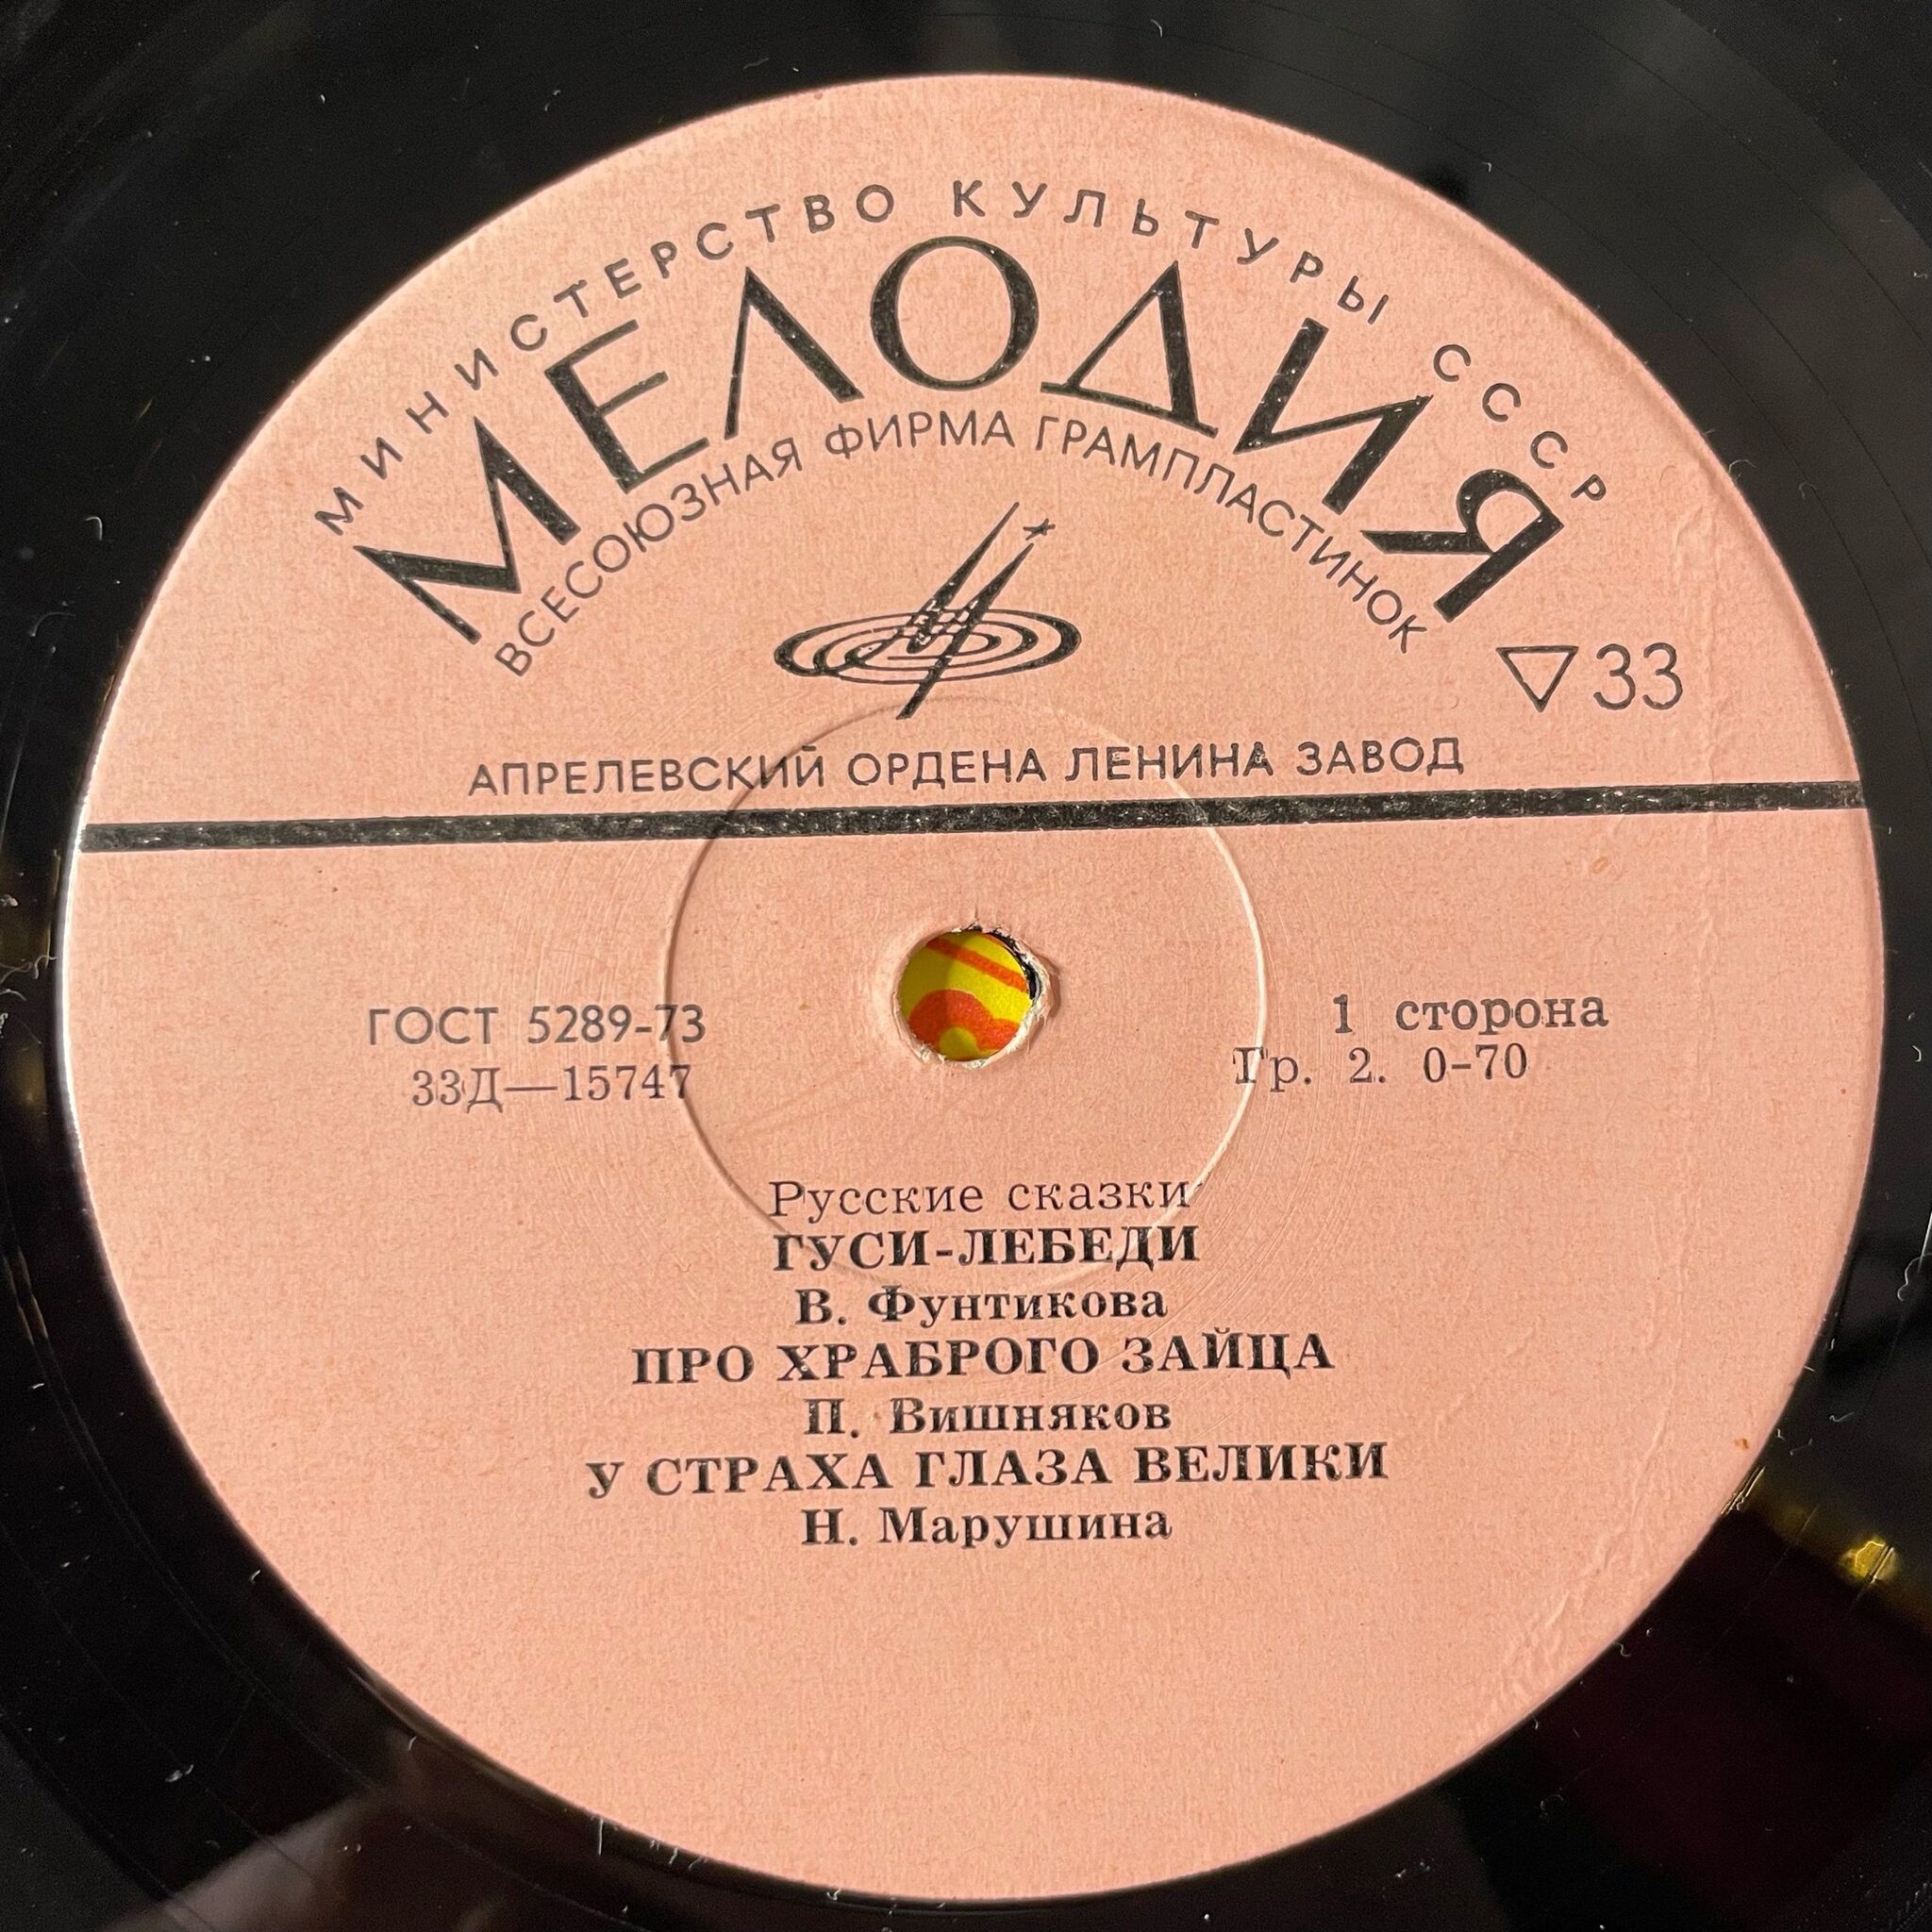 МИНИСТЕРСТВО КУЛЬТУРЫ СССР
МЕЛОДИЯ
ВСЕСОЮЗНАЯ ФИРМА ГРАМПЛАСТИНОК
▽33
АПРЕЛЕВСКИЙ ОРДЕНА ЛЕНИНА ЗАВОД
ГОСТ 5289-73
33Д—15747
1 сторона
Гр. 2. 0-70
Русские сказки
ГУСИ-ЛЕБЕДИ
В. Фунтикова
ПРО ХРАБРОГО ЗАЙЦА
П. Вишняков
У СТРАХА ГЛАЗА ВЕЛИКИ
Н. Марушина